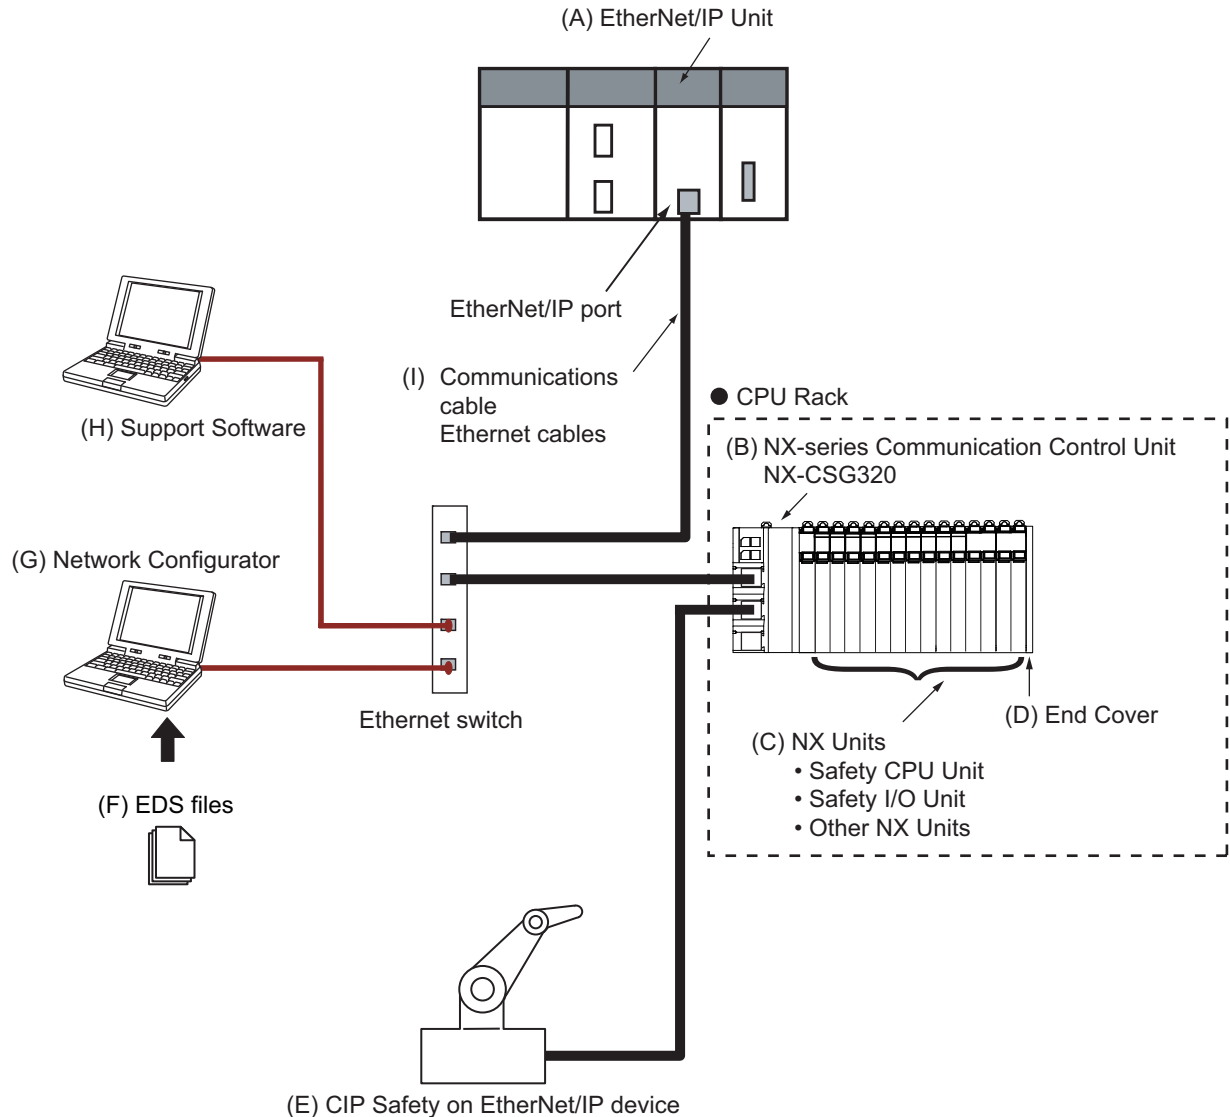 (A) EtherNet/IP Unit
EtherNet/IP port
(I) Communications
cable
Ethernet cables
(H) Support Software
● CPU Rack
(B) NX-series Communication Control Unit
NX-CSG320
(G) Network Configurator
Ethernet switch
(D) End Cover
(C) NX Units
• Safety CPU Unit
• Safety I/O Unit
• Other NX Units
(F) EDS files
(E) CIP Safety on EtherNet/IP device